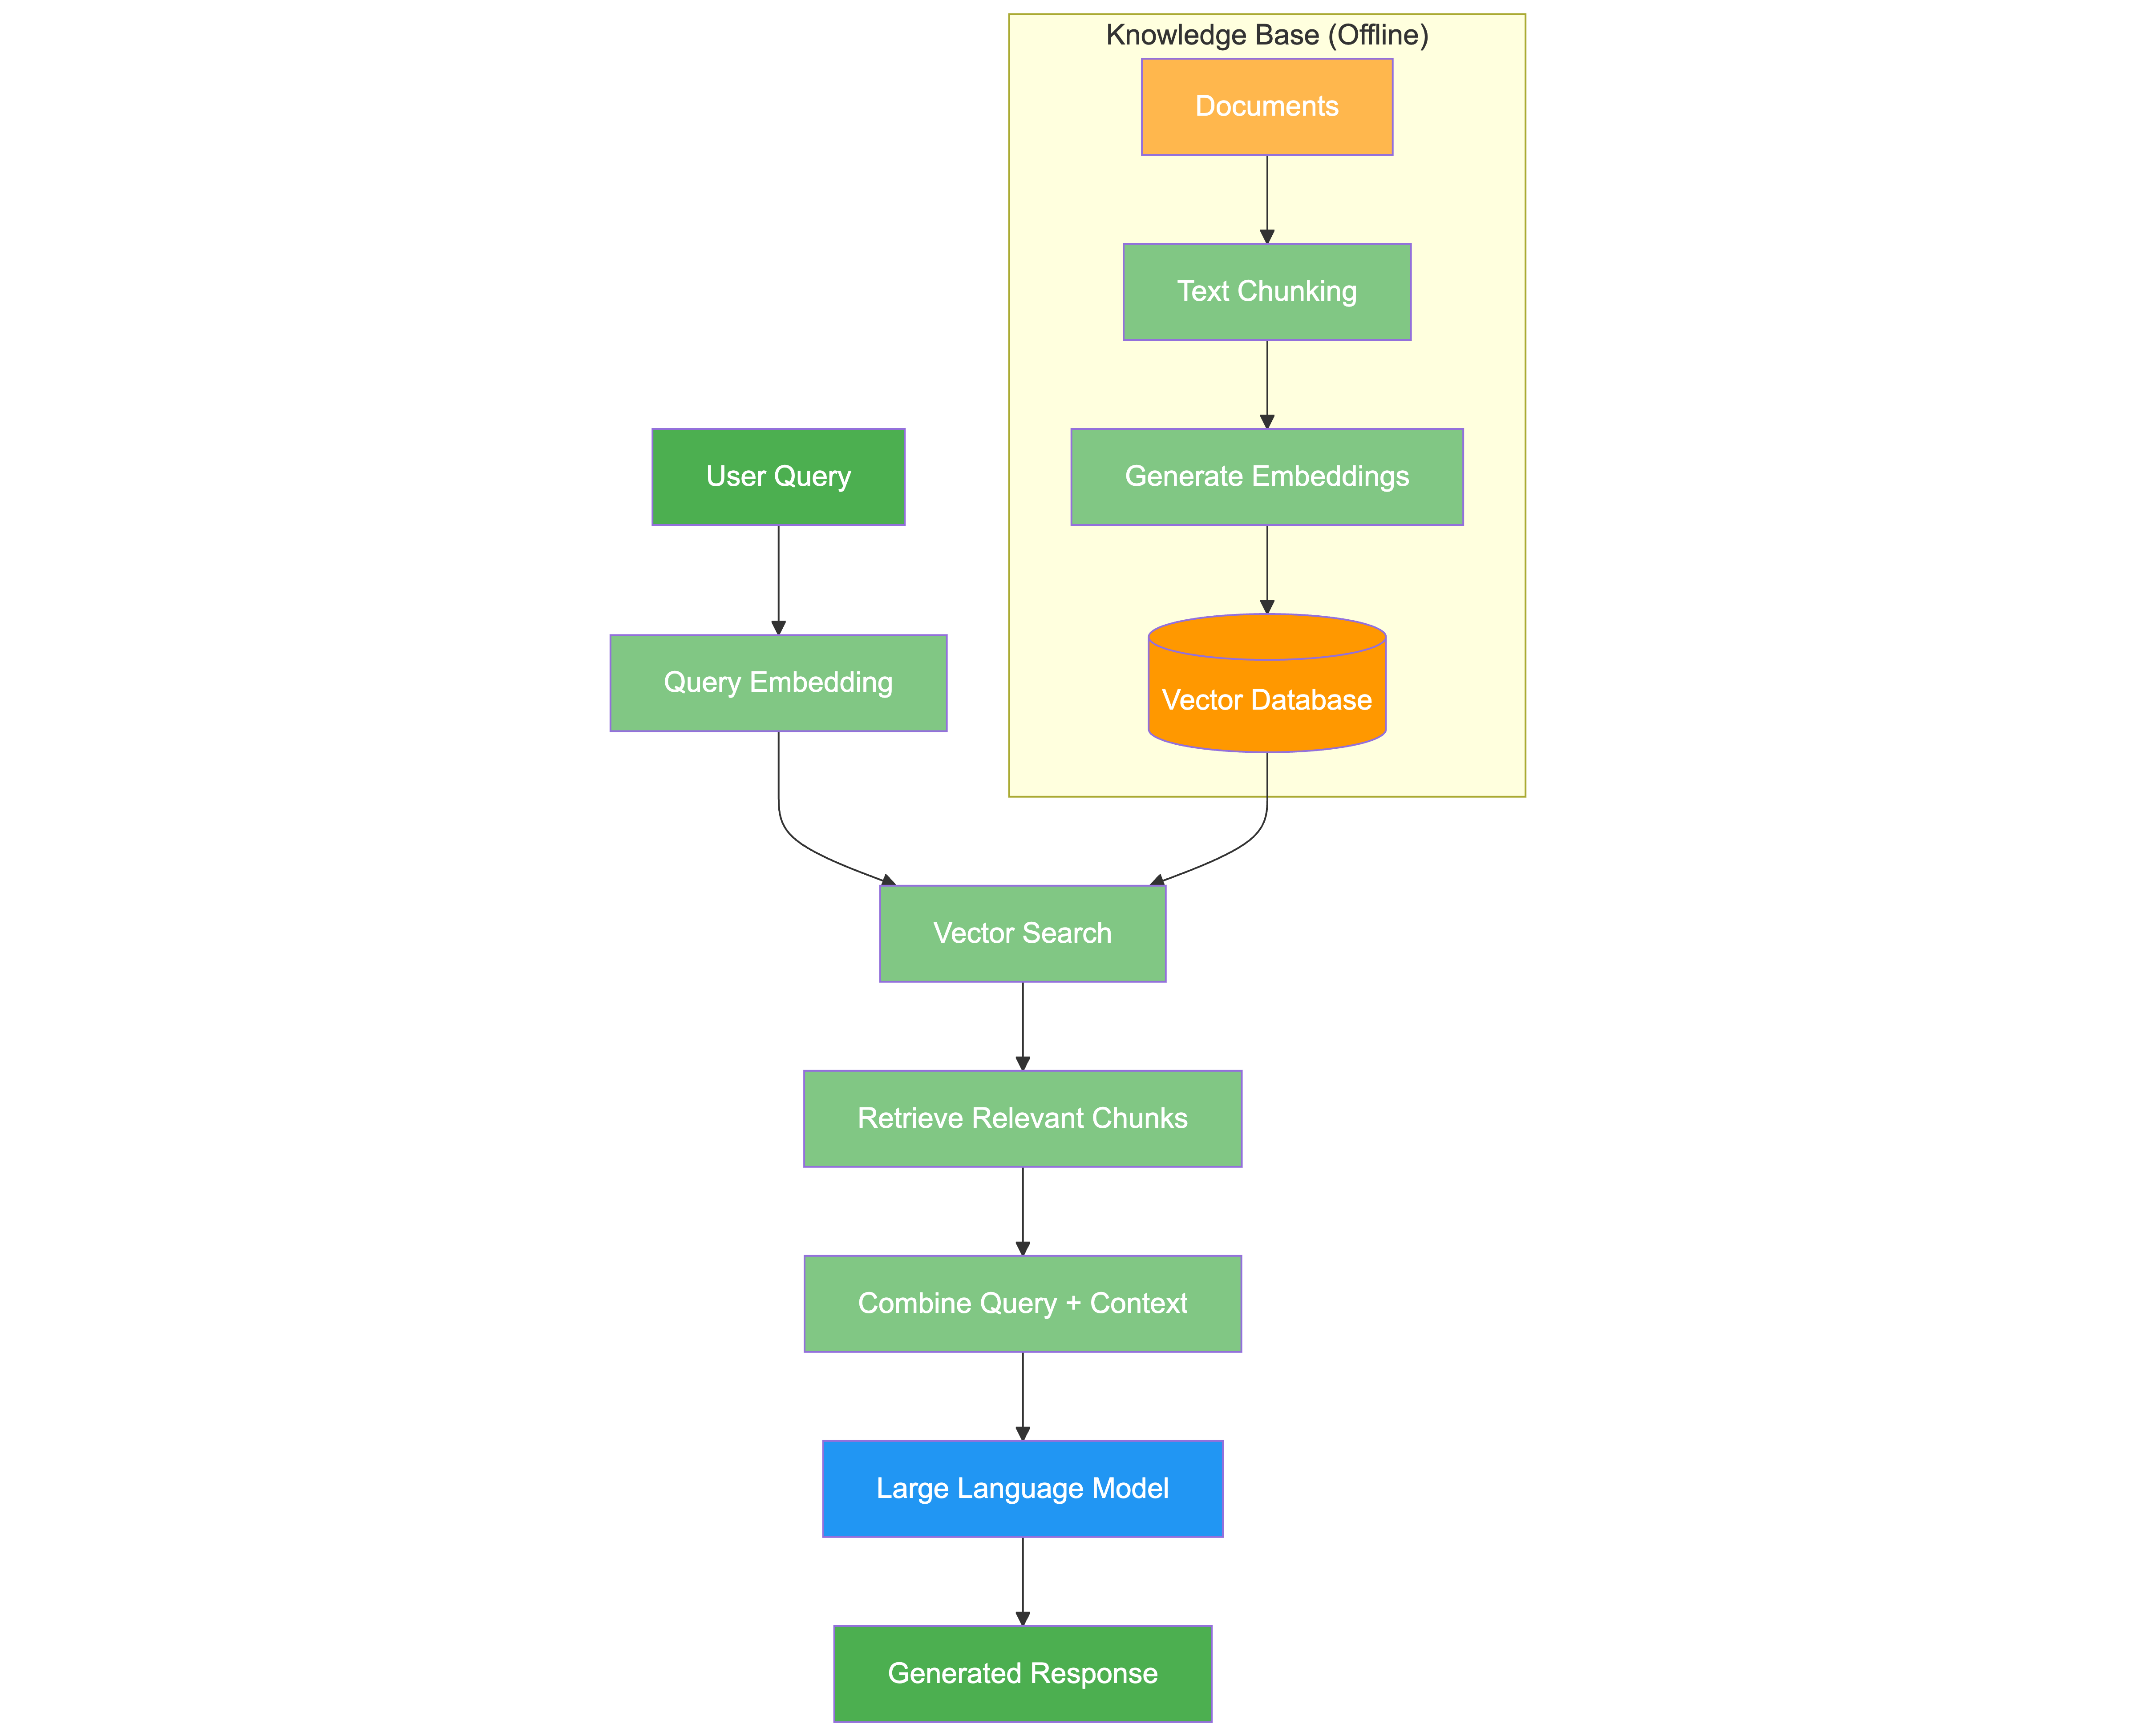 Knowledge Base (Offline)
Documents
Text Chunking
User Query
Generate Embeddings
Query Embedding
Vector Database
Vector Search
Retrieve Relevant Chunks
Combine Query + Context
Large Language Model
Generated Response